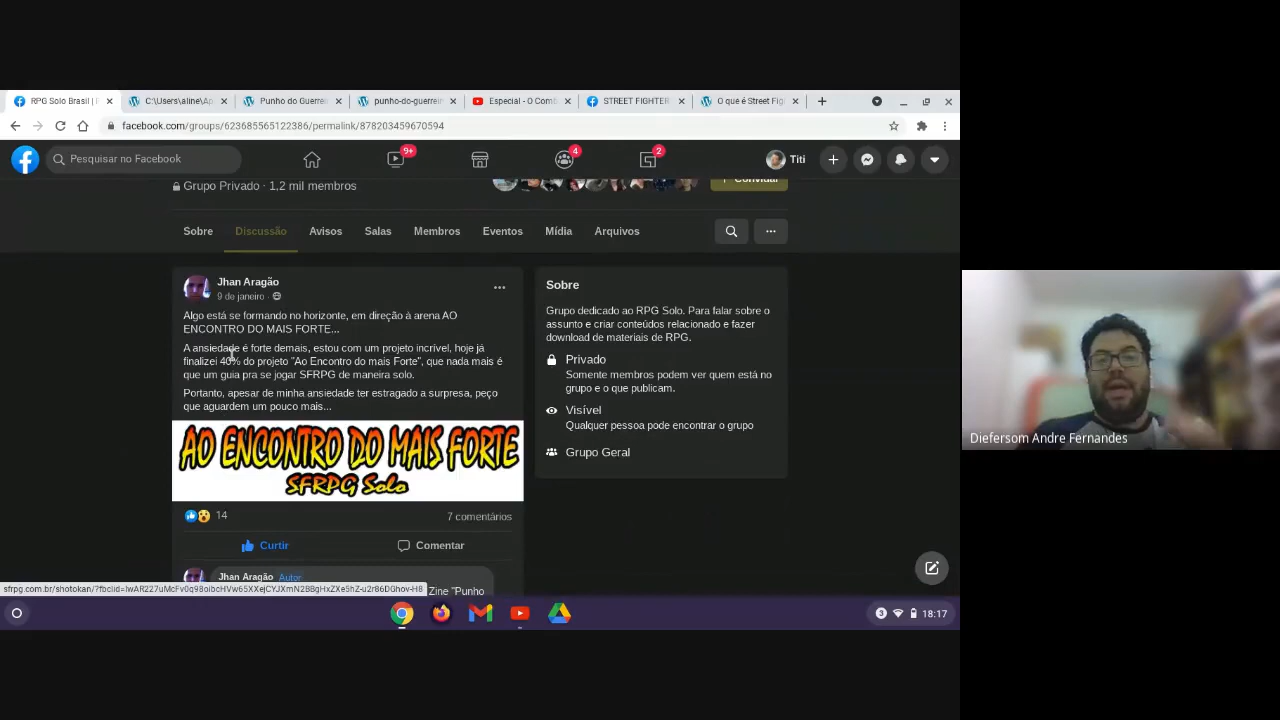 RPG Solo Brasil |
C:\Users\aline\Ap
Punho do Guerrei
punho-do-guerrei
Especial - O Comb
STREET FIGHTER
O que é Street Fig
facebook.com/groups/623685565122386/permalink/878203459670594
Pesquisar no Facebook
9+
4
2
Titi
Grupo Privado · 1,2 mil membros
+ Convidar
Sobre
Discussão
Avisos
Salas
Membros
Eventos
Mídia
Arquivos
Jhan Aragão
9 de janeiro ·
Algo está se formando no horizonte, em direção à arena AO
ENCONTRO DO MAIS FORTE...
A ansiedade é forte demais, estou com um projeto incrível, hoje já
finalizei 40% do projeto "Ao Encontro do mais Forte", que nada mais é
que um guia pra se jogar SFRPG de maneira solo.
Portanto, apesar de minha ansiedade ter estragado a surpresa, peço
que aguardem um pouco mais...
AO ENCONTRO DO MAIS FORTE
SFRPG Solo
14
7 comentários
Curtir
Comentar
Jhan Aragão Autor
Zine "Punho
Sobre
Grupo dedicado ao RPG Solo. Para falar sobre o
assunto e criar conteúdos relacionado e fazer
download de materiais de RPG.
Privado
Somente membros podem ver quem está no
grupo e o que publicam.
Visível
Qualquer pessoa pode encontrar o grupo
Grupo Geral
Diefersom Andre Fernandes
3
18:17